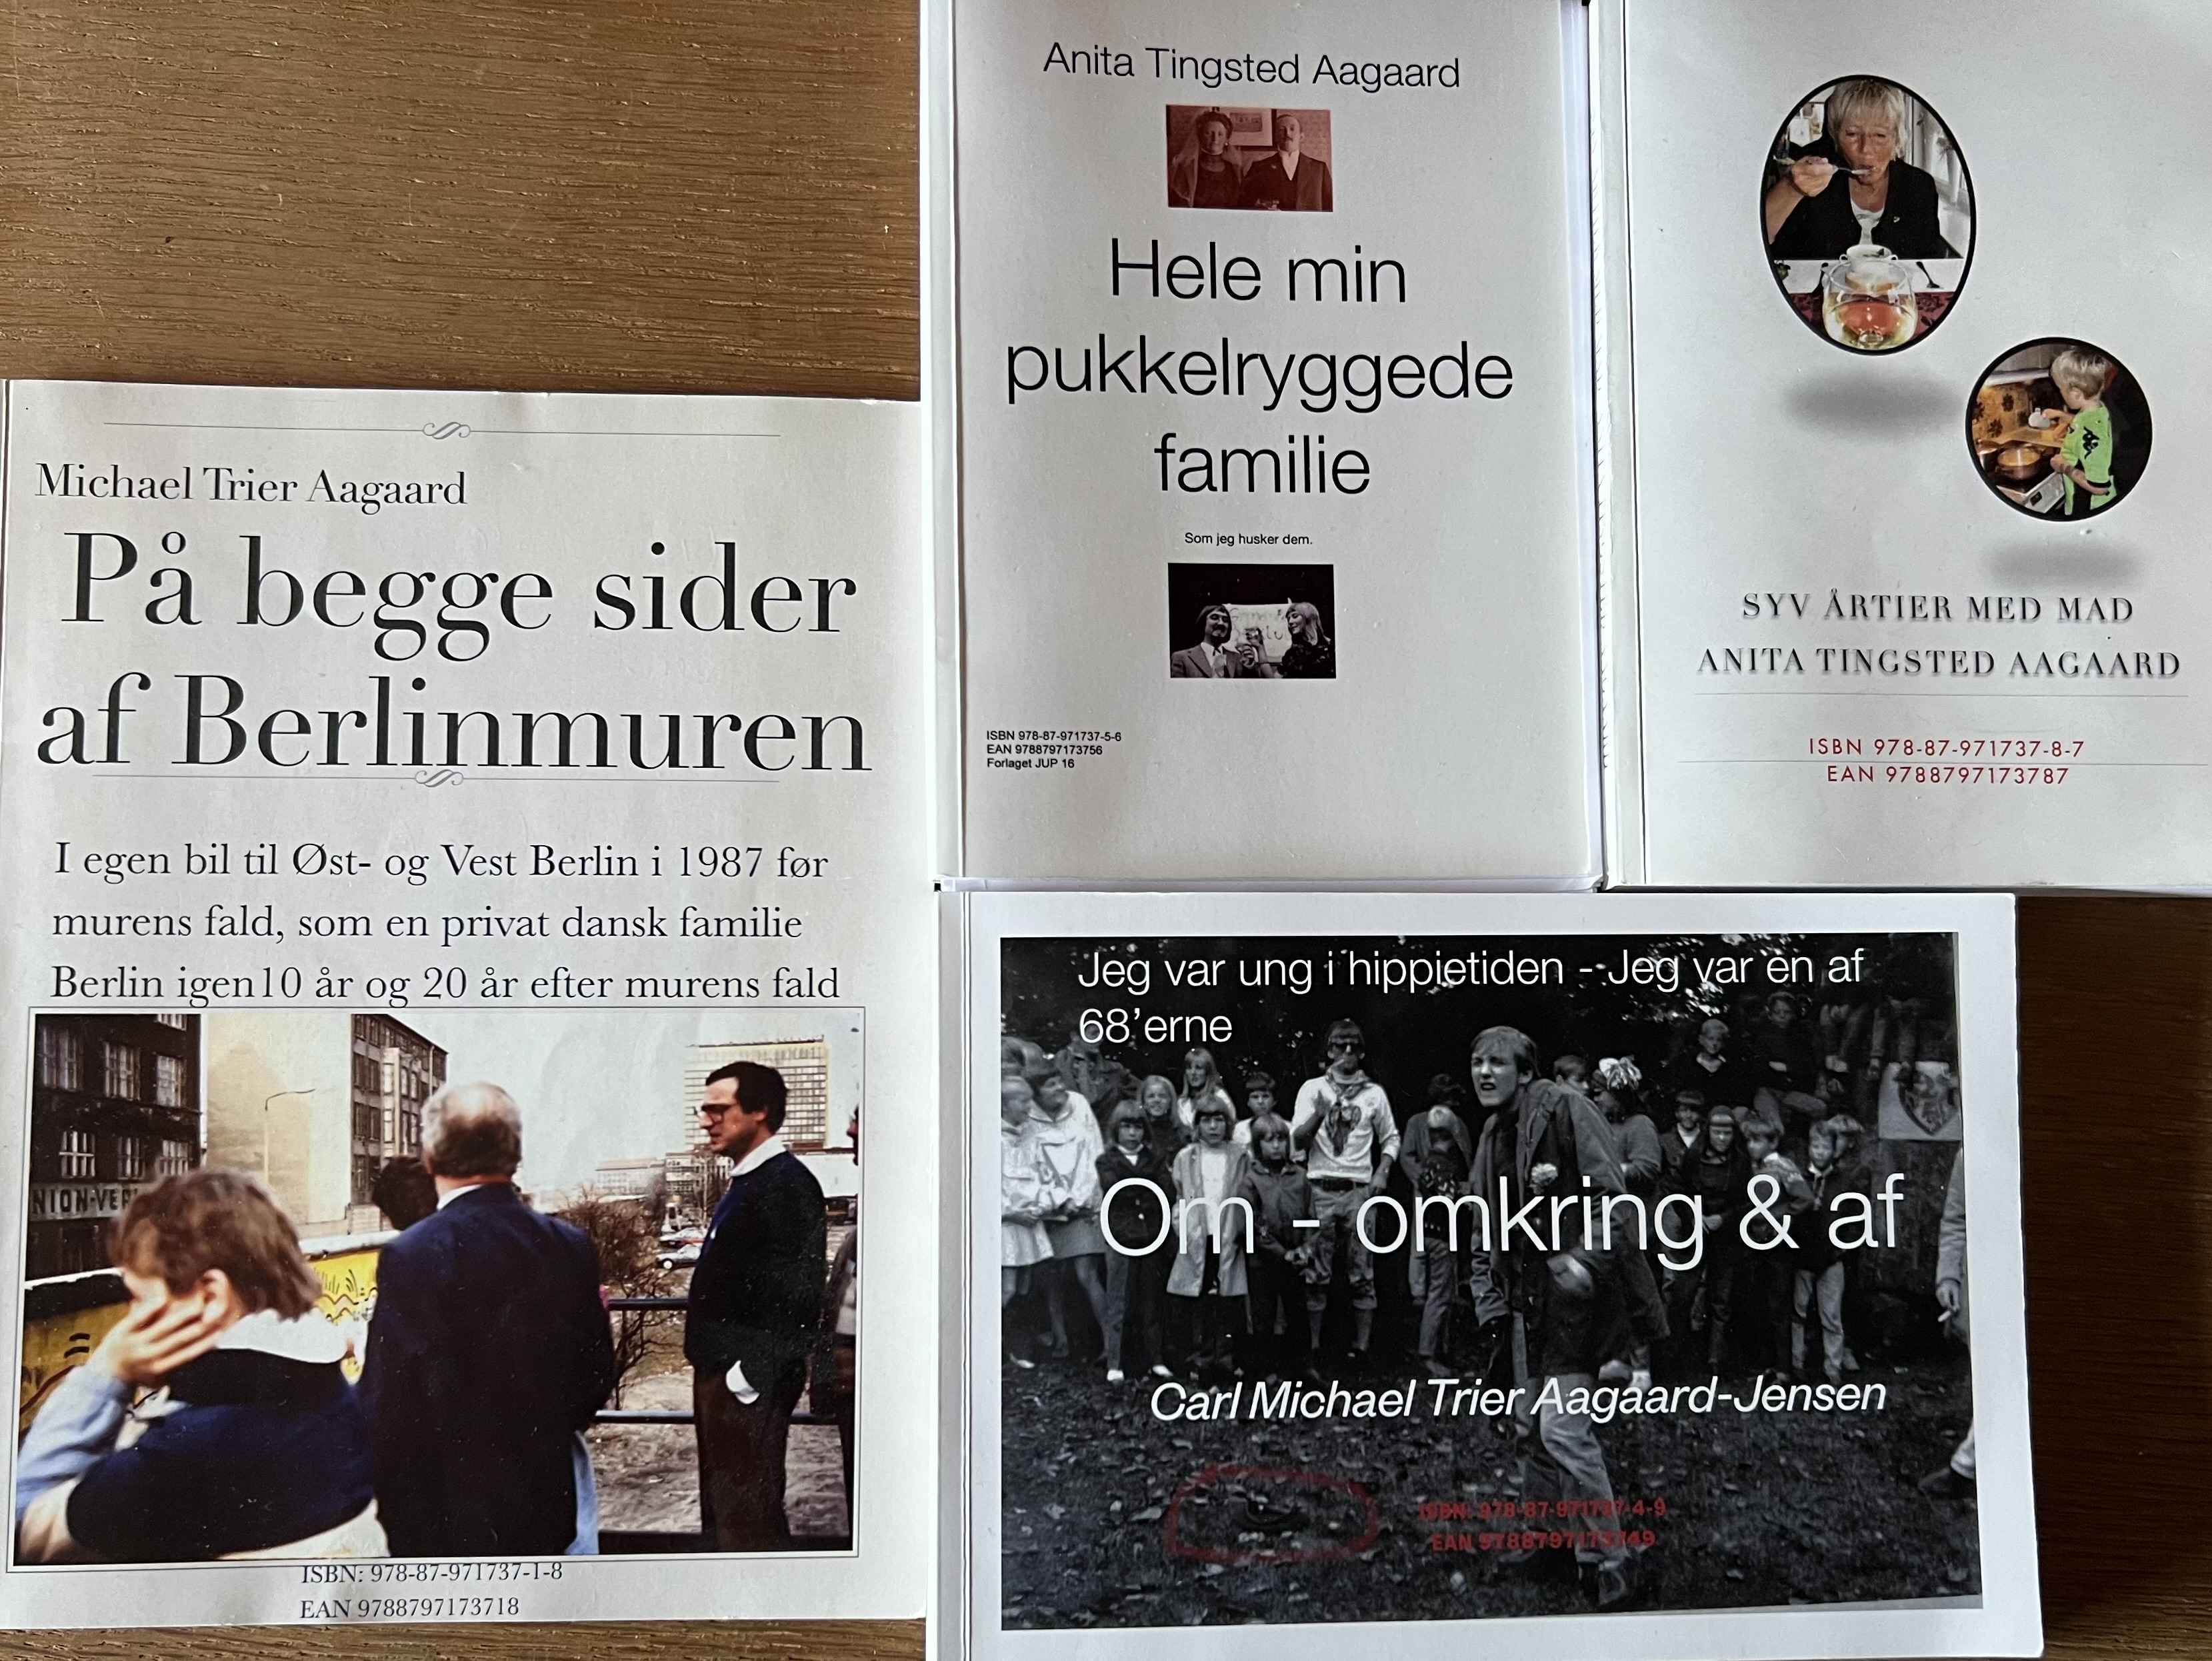 Michael Trier Aagaard
På begge sider
af Berlinmuren
I egen bil til Øst- og Vest Berlin i 1987 før
murens fald, som en privat dansk familie
Berlin igen10 år og 20 år efter murens fald
NION-VER
ISBN: 978-87-971737-1-8
EAN 9788797173718
Anita Tingsted Aagaard
Hele min
pukkelryggede
familie
Som jeg husker dem.
ISBN 978-87-971737-5-6
EAN 9788797173756
Forlaget JUP 16
SYV ÅRTIER MED MAD
ANITA TINGSTED AAGAARD
ISBN 978-87-971737-8-7
EAN 9788797173787
Jeg var ung i hippietiden - Jeg var èn af
68'erne
Om - omkring & af
Carl Michael Trier Aagaard-Jensen
ISBN: 978-87-971737-4-9
EAN 9788797173749